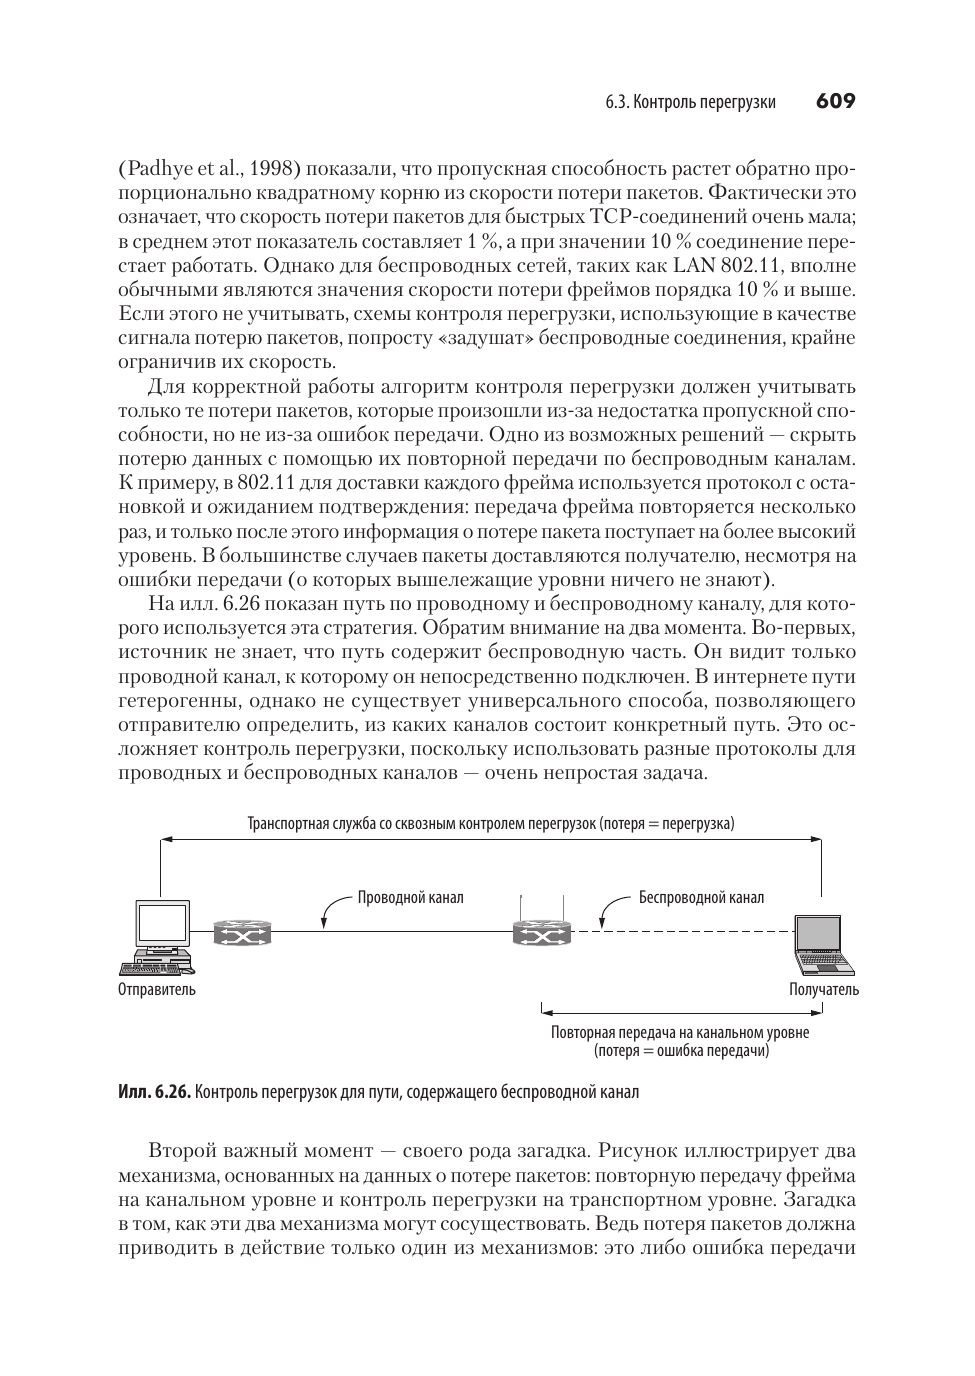 6.3. Контроль перегрузки 609
(Padhye et al., 1998) показали, что пропускная способность растет обратно про-
порционально квадратному корню из скорости потери пакетов. Фактически это
означает, что скорость потери пакетов для быстрых TCP-соединений очень мала;
в среднем этот показатель составляет 1 %, а при значении 10 % соединение пере-
стает работать. Однако для беспроводных сетей, таких как LAN 802.11, вполне
обычными являются значения скорости потери фреймов порядка 10 % и выше.
Если этого не учитывать, схемы контроля перегрузки, использующие в качестве
сигнала потерю пакетов, попросту «задушат» беспроводные соединения, крайне
ограничив их скорость.
Для корректной работы алгоритм контроля перегрузки должен учитывать
только те потери пакетов, которые произошли из-за недостатка пропускной спо-
собности, но не из-за ошибок передачи. Одно из возможных решений — скрыть
потерю данных с помощью их повторной передачи по беспроводным каналам.
К примеру, в 802.11 для доставки каждого фрейма используется протокол с оста-
новкой и ожиданием подтверждения: передача фрейма повторяется несколько
раз, и только после этого информация о потере пакета поступает на более высокий
уровень. В большинстве случаев пакеты доставляются получателю, несмотря на
ошибки передачи (о которых вышележащие уровни ничего не знают).
На илл. 6.26 показан путь по проводному и беспроводному каналу, для кото-
рого используется эта стратегия. Обратим внимание на два момента. Во-первых,
источник не знает, что путь содержит беспроводную часть. Он видит только
проводной канал, к которому он непосредственно подключен. В интернете пути
гетерогенны, однако не существует универсального способа, позволяющего
отправителю определить, из каких каналов состоит конкретный путь. Это ос-
ложняет контроль перегрузки, поскольку использовать разные протоколы для
проводных и беспроводных каналов — очень непростая задача.
Транспортная служба со сквозным контролем перегрузок (потеря = перегрузка)
Проводной канал
Беспроводной канал
Отправитель
Получатель
Повторная передача на канальном уровне
(потеря = ошибка передачи)
Илл. 6.26. Контроль перегрузок для пути, содержащего беспроводной канал
Второй важный момент — своего рода загадка. Рисунок иллюстрирует два
механизма, основанных на данных о потере пакетов: повторную передачу фрейма
на канальном уровне и контроль перегрузки на транспортном уровне. Загадка
в том, как эти два механизма могут сосуществовать. Ведь потеря пакетов должна
приводить в действие только один из механизмов: это либо ошибка передачи